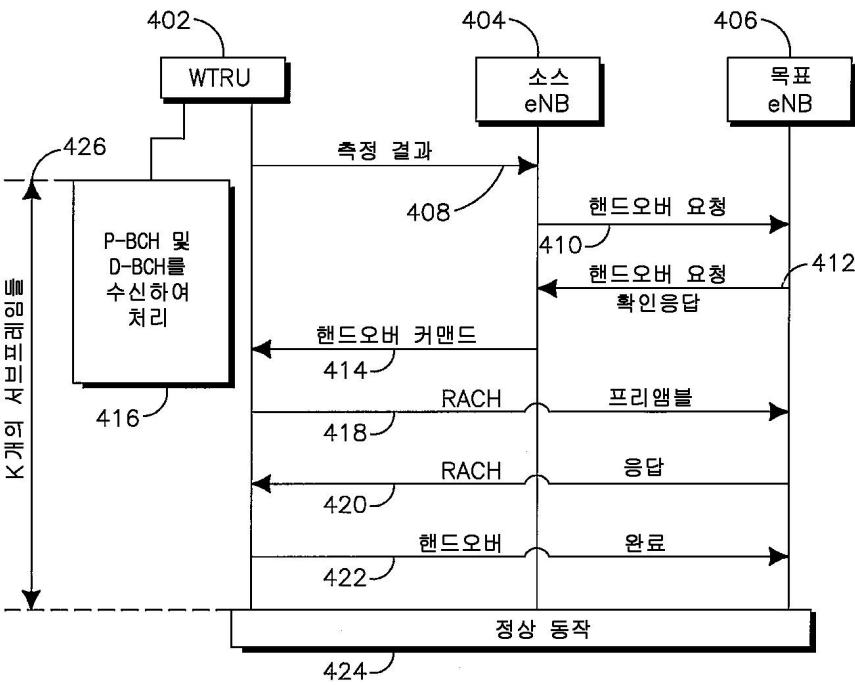 402
404
406
WTRU
소스
eNB
목표
eNB
426
측정 결과
408
핸드오버 요청
410
P-BCH 및
D-BCH를
수신하여
처리
412
핸드오버 요청
확인응답
핸드오버 커맨드
414
416
RACH 프리앰블
418
K개의 서브프레임들
RACH 응답
420
핸드오버 완료
422
정상 동작
424